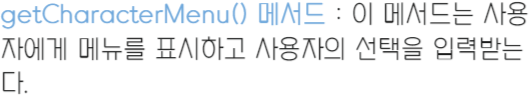 getCharacterMenu() 메서드 : 이 메서드는 사용
자에게 메뉴를 표시하고 사용자의 선택을 입력받는
다.